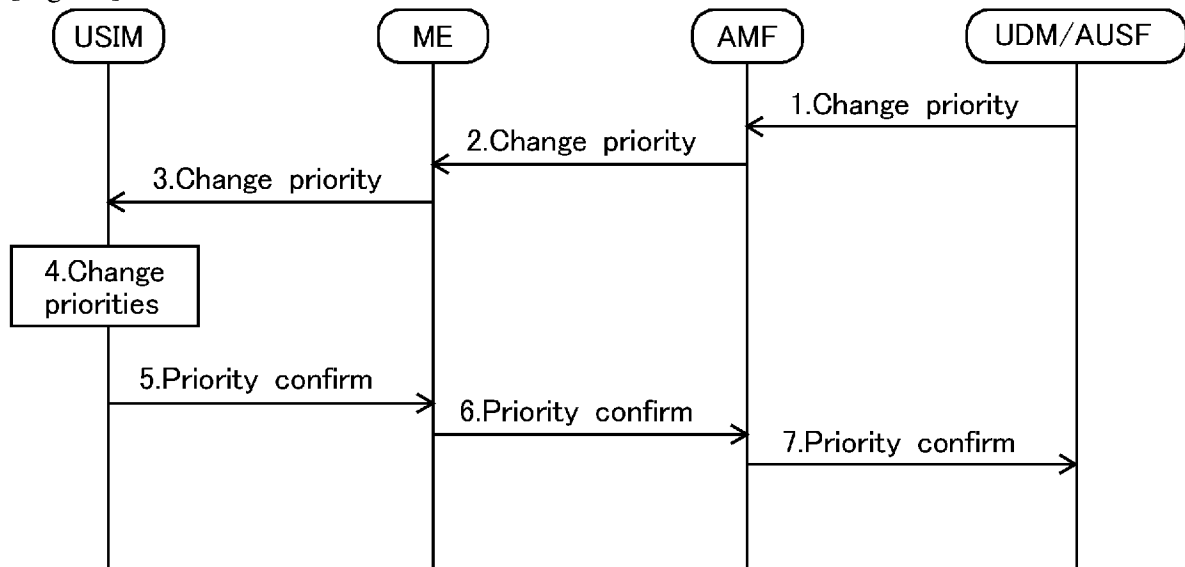 USIM
ME
AMF
UDM/AUSF
1.Change priority
2.Change priority
3.Change priority
4.Change
priorities
5.Priority confirm
6.Priority confirm
7.Priority confirm